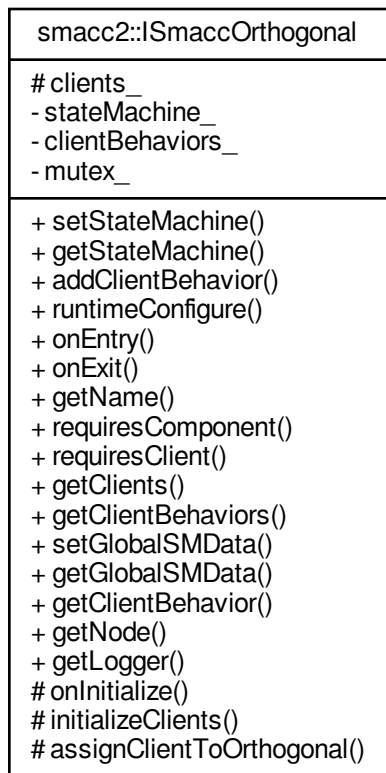 smacc2::ISmaccOrthogonal
# clients_
- stateMachine_
- clientBehaviors_
- mutex_
+ setStateMachine()
+ getStateMachine()
+ addClientBehavior()
+ runtimeConfigure()
+ onEntry()
+ onExit()
+ getName()
+ requiresComponent()
+ requiresClient()
+ getClients()
+ getClientBehaviors()
+ setGlobalSMData()
+ getGlobalSMData()
+ getClientBehavior()
+ getNode()
+ getLogger()
# onInitialize()
# initializeClients()
# assignClientToOrthogonal()